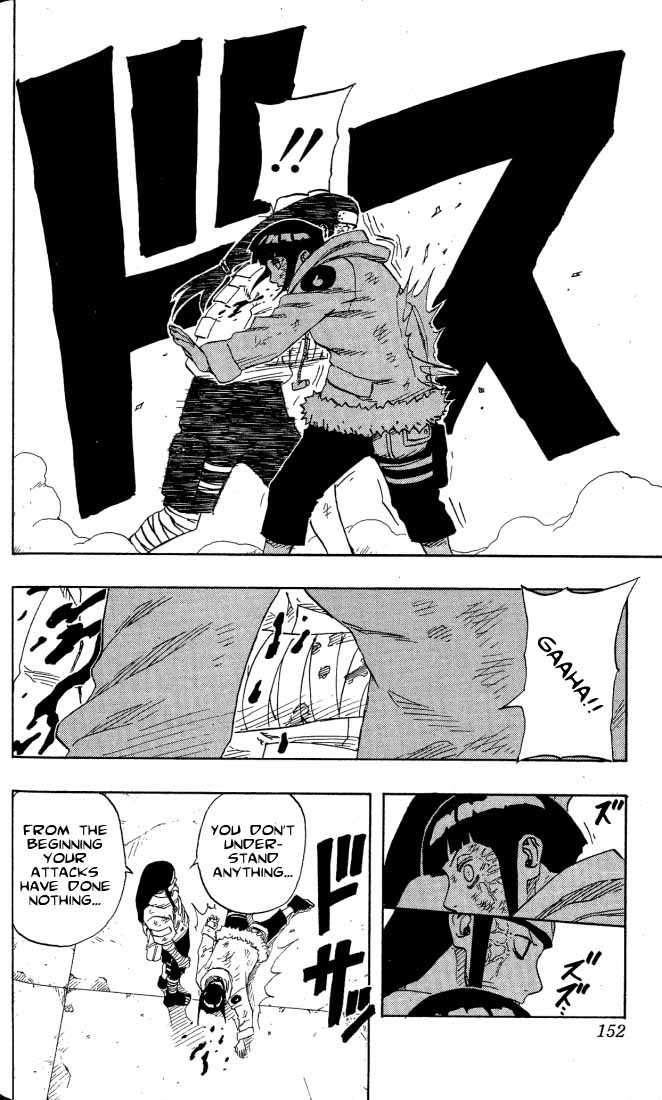 ドス
!!
GAAHA!!
ズ
ズ
ズ
YOU DON'T
UNDER-
STAND
ANYTHING...
FROM THE
BEGINNING
YOUR
ATTACKS
HAVE DONE
NOTHING...
ドサッ
152